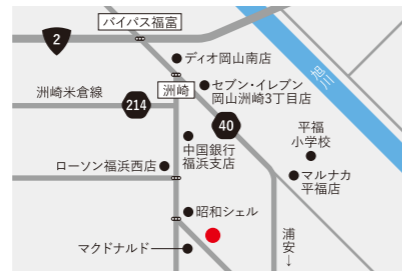 バイパス福富
2
ディオ岡山南店
旭川
洲崎
セブン・イレブン
岡山洲崎3丁目店
洲崎米倉線
214
40
中国銀行
福浜支店
平福
小学校
ローソン福浜西店
マルナカ
平福店
昭和シェル
マクドナルド
浦安→